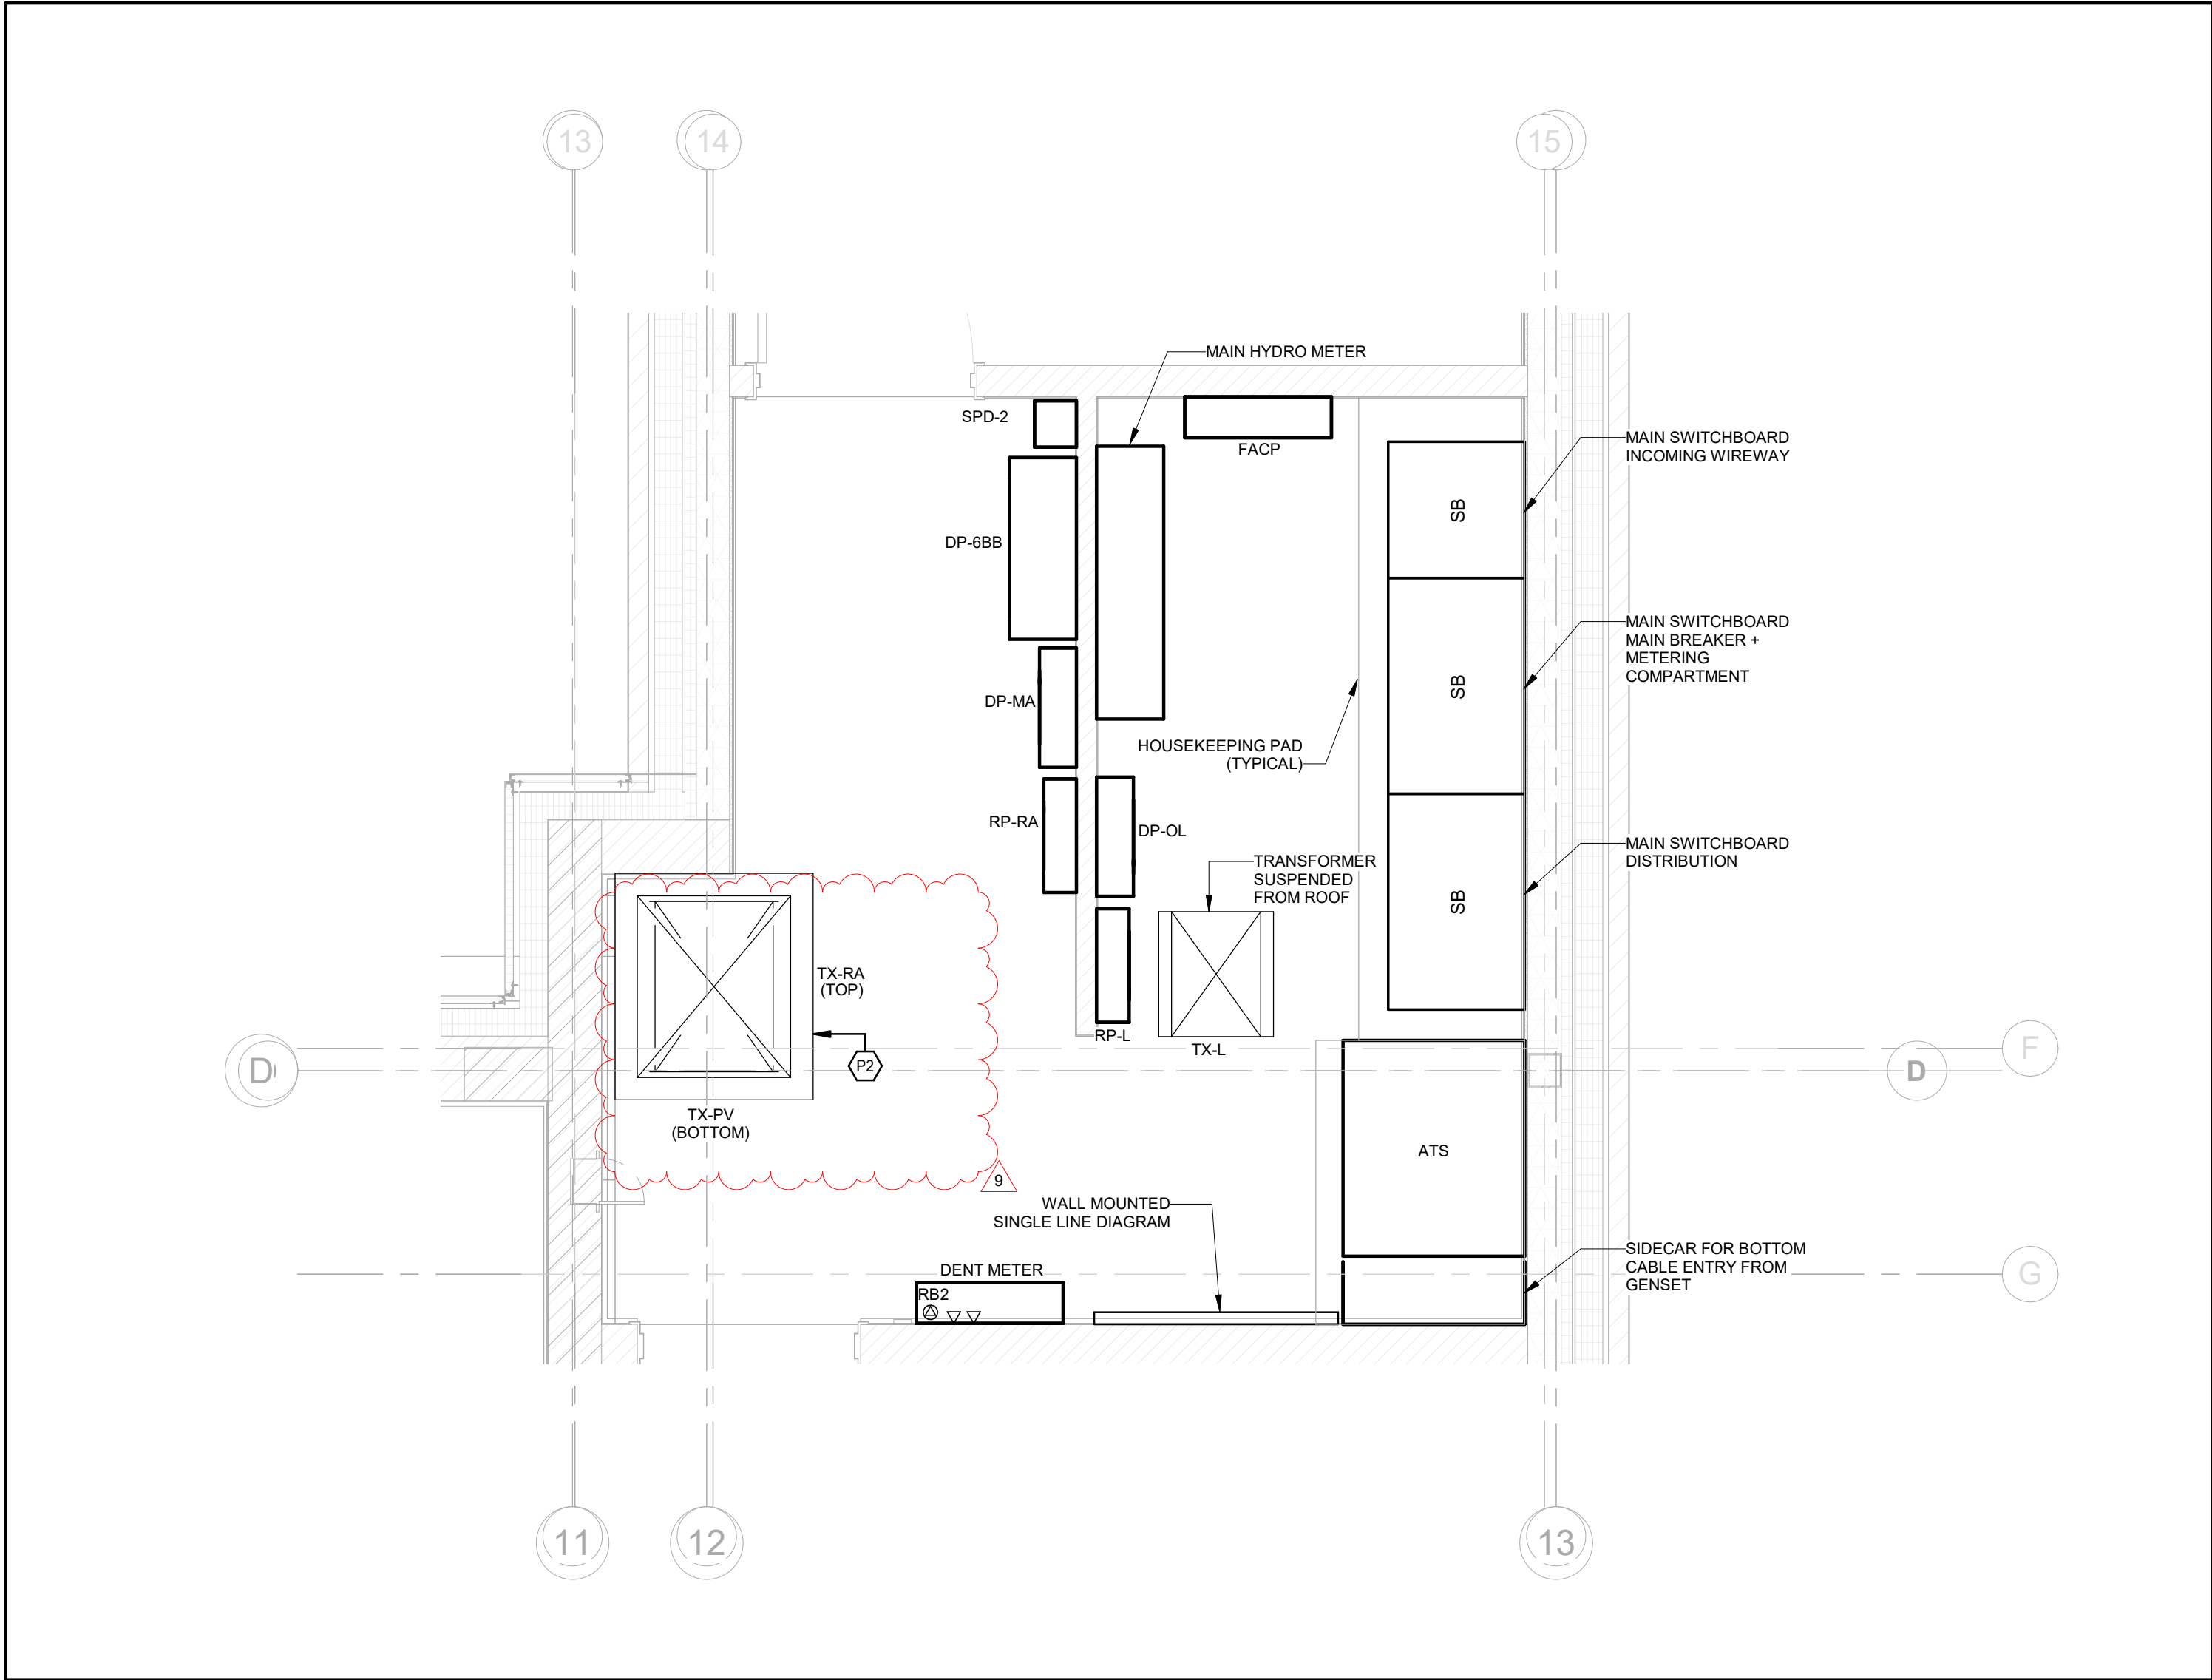 13
14
15
MAIN HYDRO METER
SPD-2
FACP
MAIN SWITCHBOARD
INCOMING WIREWAY
SB
DP-6BB
MAIN SWITCHBOARD
MAIN BREAKER +
METERING
COMPARTMENT
SB
DP-MA
HOUSEKEEPING PAD
(TYPICAL)
RP-RA
DP-OL
MAIN SWITCHBOARD
DISTRIBUTION
TRANSFORMER
SUSPENDED
FROM ROOF
SB
TX-RA
(TOP)
RP-L
TX-L
P2
D
D
F
TX-PV
(BOTTOM)
ATS
9
WALL MOUNTED
SINGLE LINE DIAGRAM
SIDECAR FOR BOTTOM
CABLE ENTRY FROM
GENSET
DENT METER
RB2
G
11
12
13